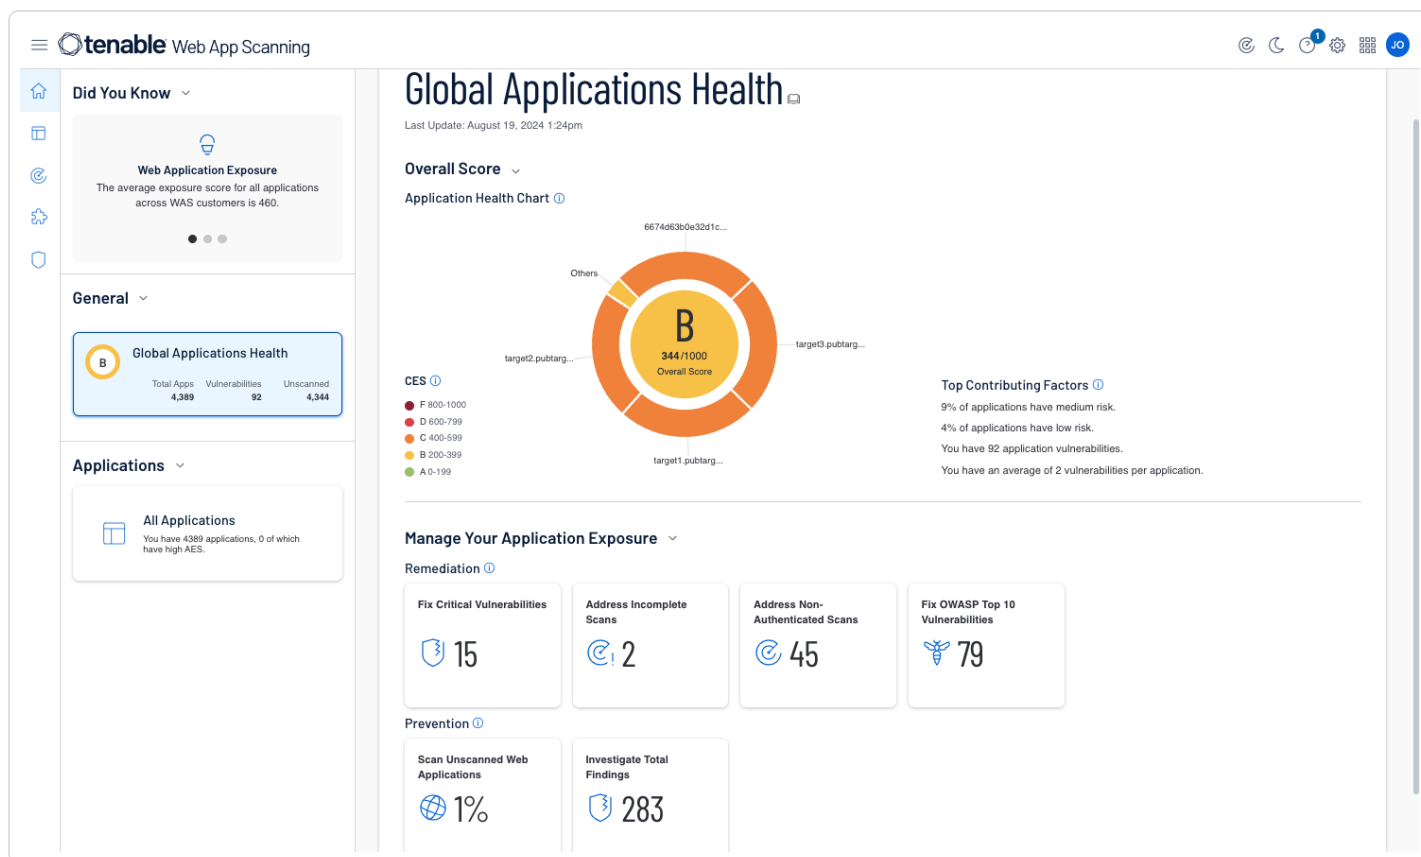 tenable Web App Scanning
1
JO
Did You Know
Web Application Exposure
The average exposure score for all applications
across WAS customers is 460.
General
B
Global Applications Health
Total Apps Vulnerabilities Unscanned
4,389 92 4,344
Applications
All Applications
You have 4389 applications, 0 of which
have high AES.
Global Applications Health
Last Update: August 19, 2024 1:24pm
Overall Score
Application Health Chart
6674d63b0e32d1c...
Others
target2.pubtarg...
target3.pubtarg...
target1.pubtarg...
B
344/1000
Overall Score
CES
F 800-1000
D 600-799
C 400-599
B 200-399
A 0-199
Top Contributing Factors
9% of applications have medium risk.
4% of applications have low risk.
You have 92 application vulnerabilities.
You have an average of 2 vulnerabilities per application.
Manage Your Application Exposure
Remediation
Fix Critical Vulnerabilities
15
Address Incomplete
Scans
2
Address Non-
Authenticated Scans
45
Fix OWASP Top 10
Vulnerabilities
79
Prevention
Scan Unscanned Web
Applications
1%
Investigate Total
Findings
283